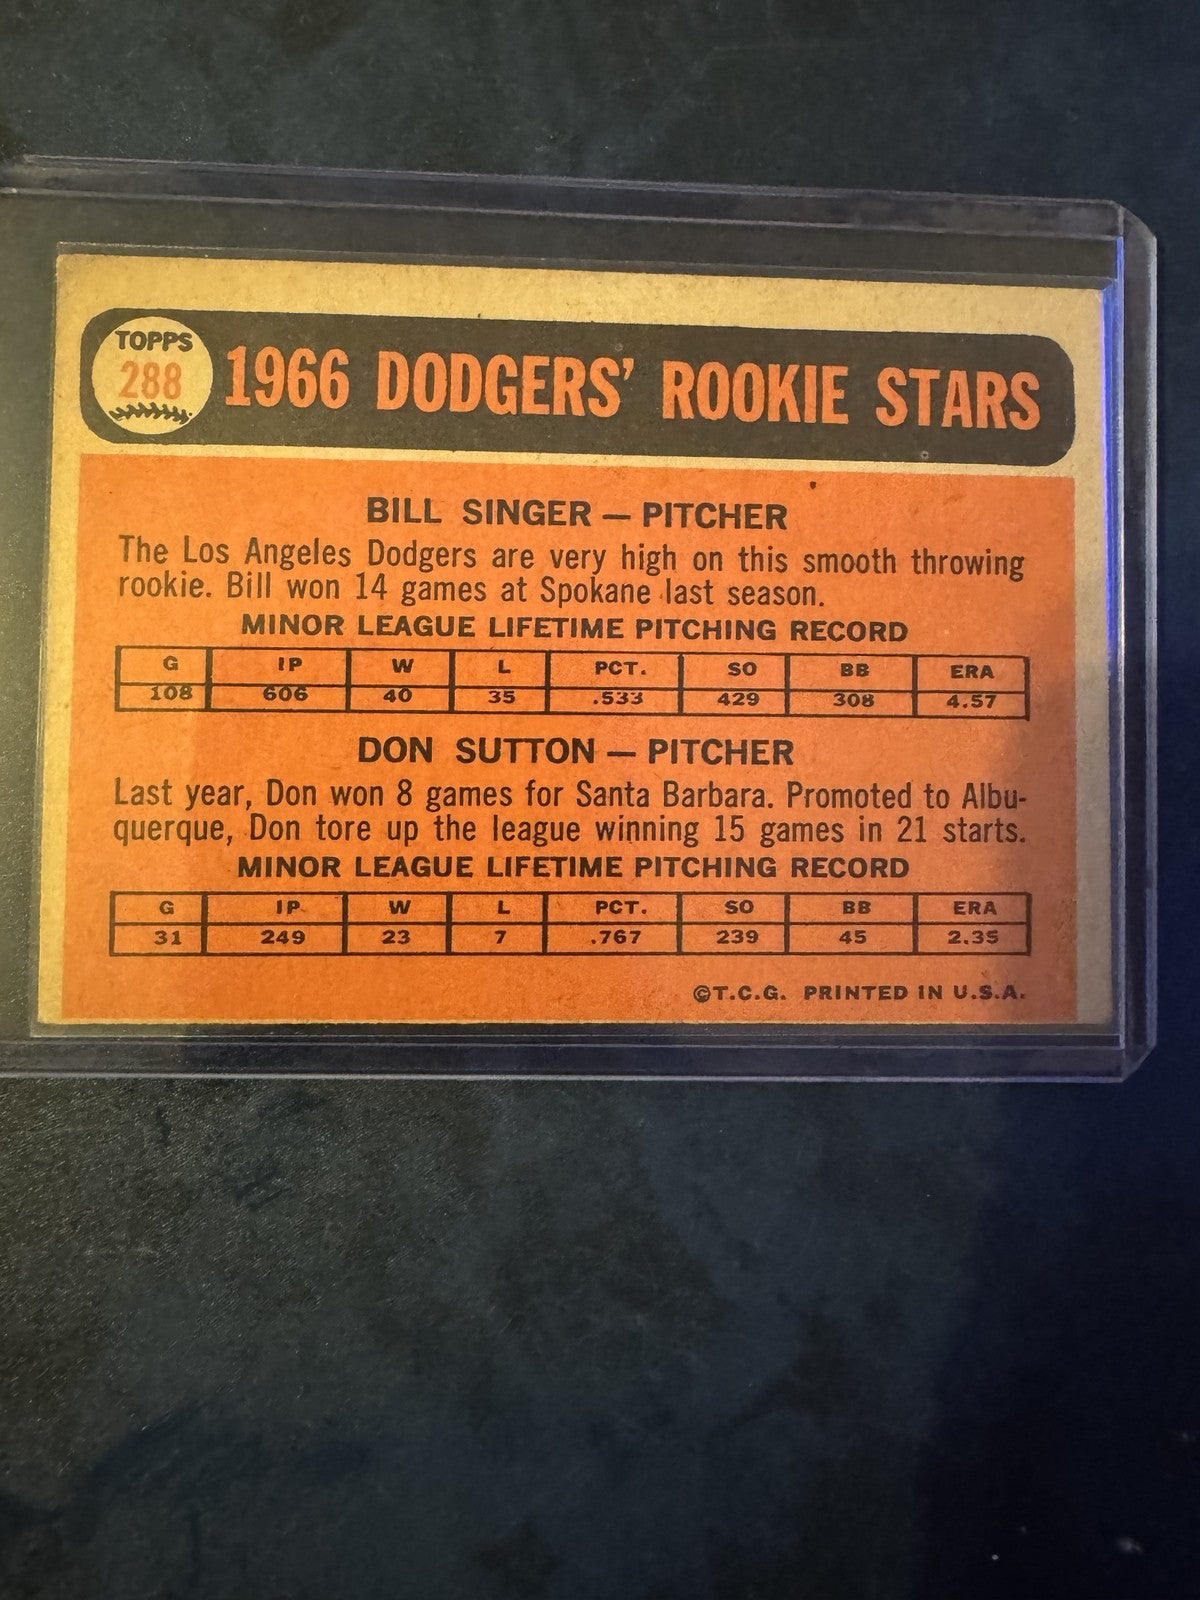 TOPPS
288
1966 DODGERS' ROOKIE STARS
BILL SINGER — PITCHER
The Los Angeles Dodgers are very high on this smooth throwing
rookie. Bill won 14 games at Spokane last season.
MINOR LEAGUE LIFETIME PITCHING RECORD
G IP W L PCT. SO BB ERA
108 606 40 35 .533 429 308 4.57
DON SUTTON — PITCHER
Last year, Don won 8 games for Santa Barbara. Promoted to Albu-
querque, Don tore up the league winning 15 games in 21 starts.
MINOR LEAGUE LIFETIME PITCHING RECORD
G IP W L PCT. SO BB ERA
31 249 23 7 .767 239 45 2.35
©T.C.G. PRINTED IN U.S.A.